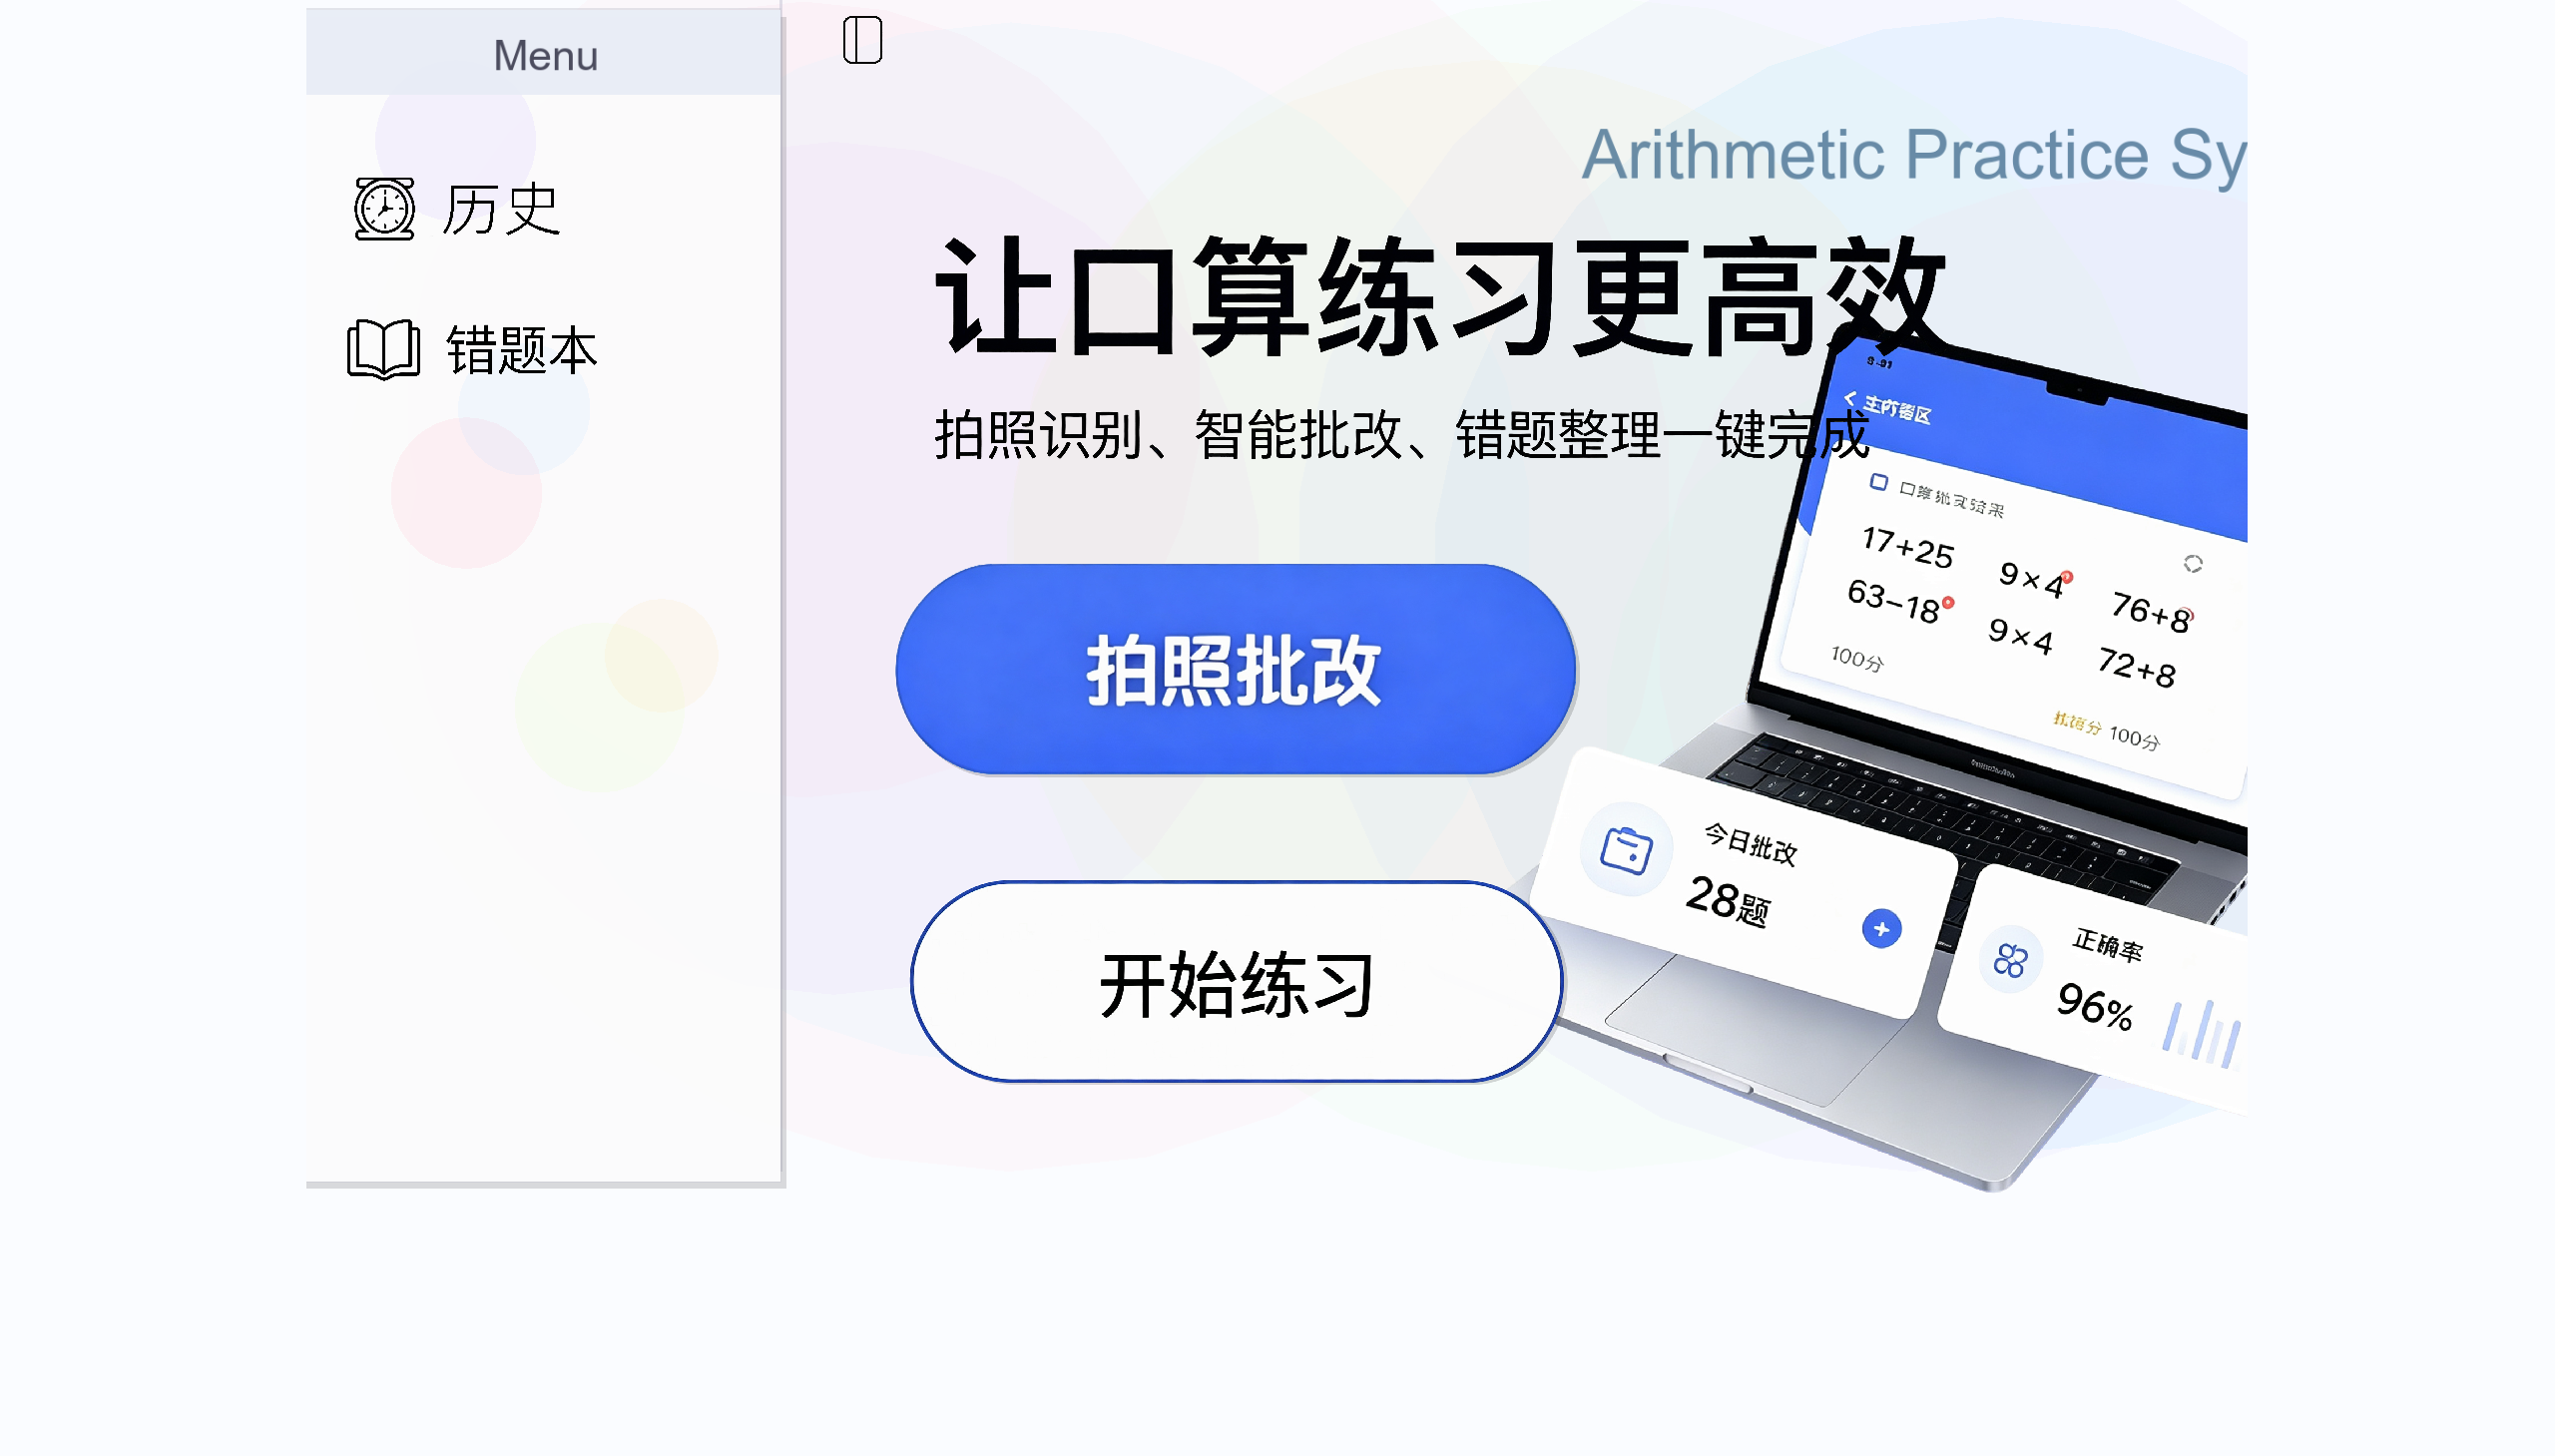 Menu
历史
错题本
Arithmetic Practice Sy
让口算练习更高效
拍照识别、智能批改、错题整理一键完成
拍照批改
开始练习
17+25
9×4
76+8
63−18
9×4
72+8
100分
100分
今日批改
28题
正确率
96%